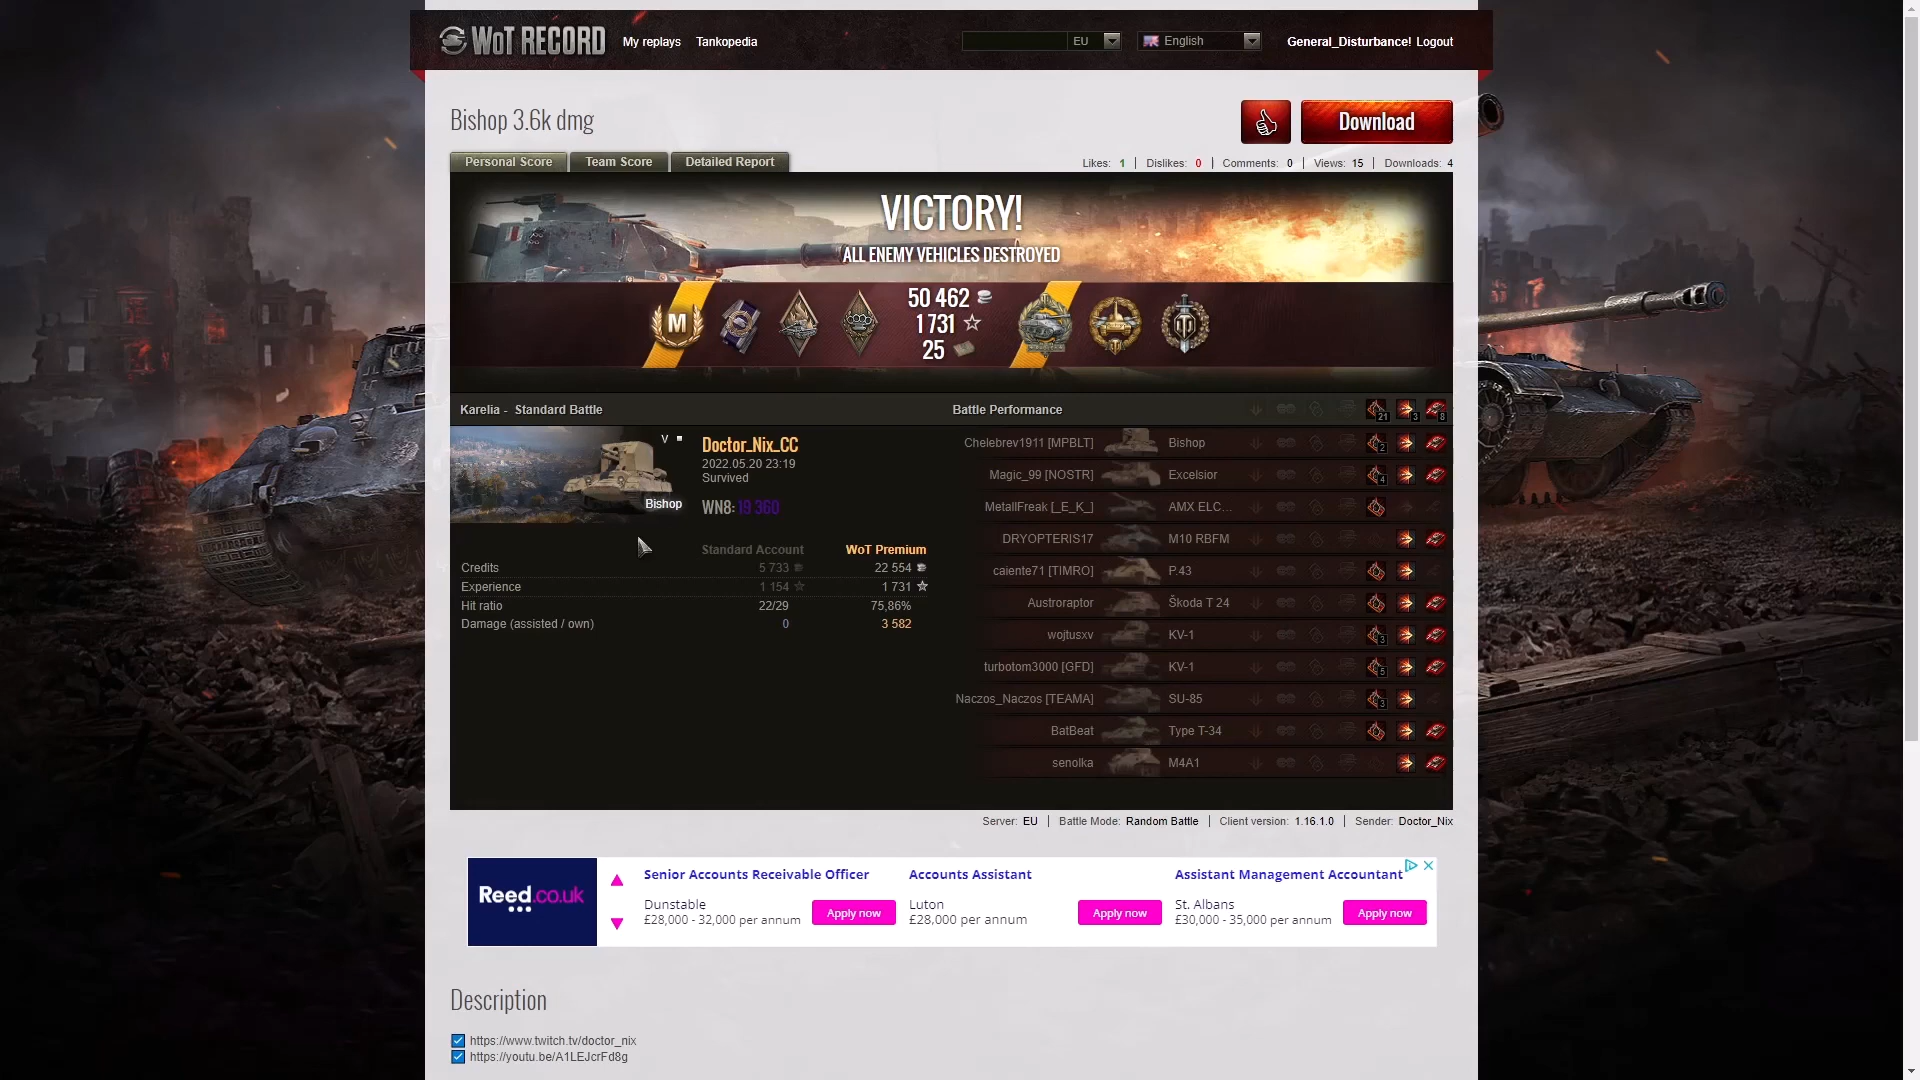 WoT RECORD My replays Tankopedia EU English General_Disturbance! Logout
Bishop 3.6k dmg
Download
Personal Score Team Score Detailed Report
Likes: 1 | Dislikes: 0 | Comments: 0 | Views: 15 | Downloads: 4
VICTORY!
ALL ENEMY VEHICLES DESTROYED
50 462
M
1 731
25
Karelia - Standard Battle
Battle Performance 21 3 8
V
Bishop
Doctor_Nix_CC
2022.05.20 23:19
Survived
WN8: 19 360
Standard Account WoT Premium
Credits 5 733 22 554
Experience 1 154 1 731
Hit ratio 22/29 75,86%
Damage (assisted / own) 0 3 582
Chelebrev1911 [MPBLT] Bishop 2
Magic_99 [NOSTR] Excelsior 4
MetallFreak [_E_K_] AMX ELC...
DRYOPTERIS17 M10 RBFM
caiente71 [TIMRO] P.43
Austroraptor Škoda T 24
wojtusxv KV-1 3
turbotom3000 [GFD] KV-1 5
Naczos_Naczos [TEAMA] SU-85 3
BatBeat Type T-34
senolka M4A1
Server: EU | Battle Mode: Random Battle | Client version: 1.16.1.0 | Sender: Doctor_Nix
Reed.co.uk
Senior Accounts Receivable Officer
Dunstable
£28,000 - 32,000 per annum
Apply now
Accounts Assistant
Luton
£28,000 per annum
Apply now
Assistant Management Accountant
St. Albans
£30,000 - 35,000 per annum
Apply now
Description
https://www.twitch.tv/doctor_nix
https://youtu.be/A1LEJcrFd8g